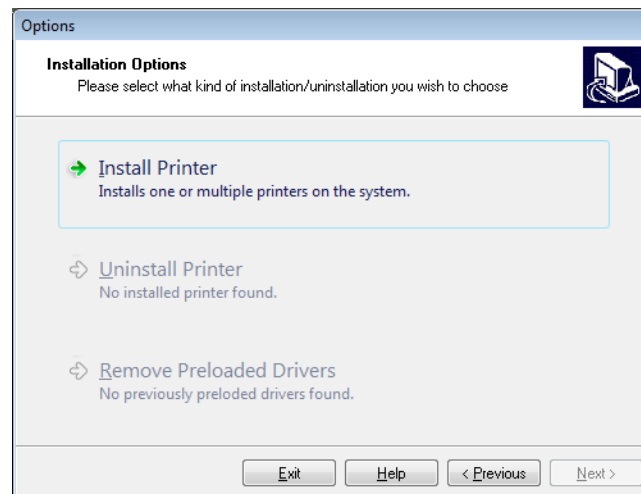 Options
Installation Options
Please select what kind of installation/uninstallation you wish to choose
Install Printer
Installs one or multiple printers on the system.
Uninstall Printer
No installed printer found.
Remove Preloaded Drivers
No previously preloded drivers found.
Exit Help < Previous Next >